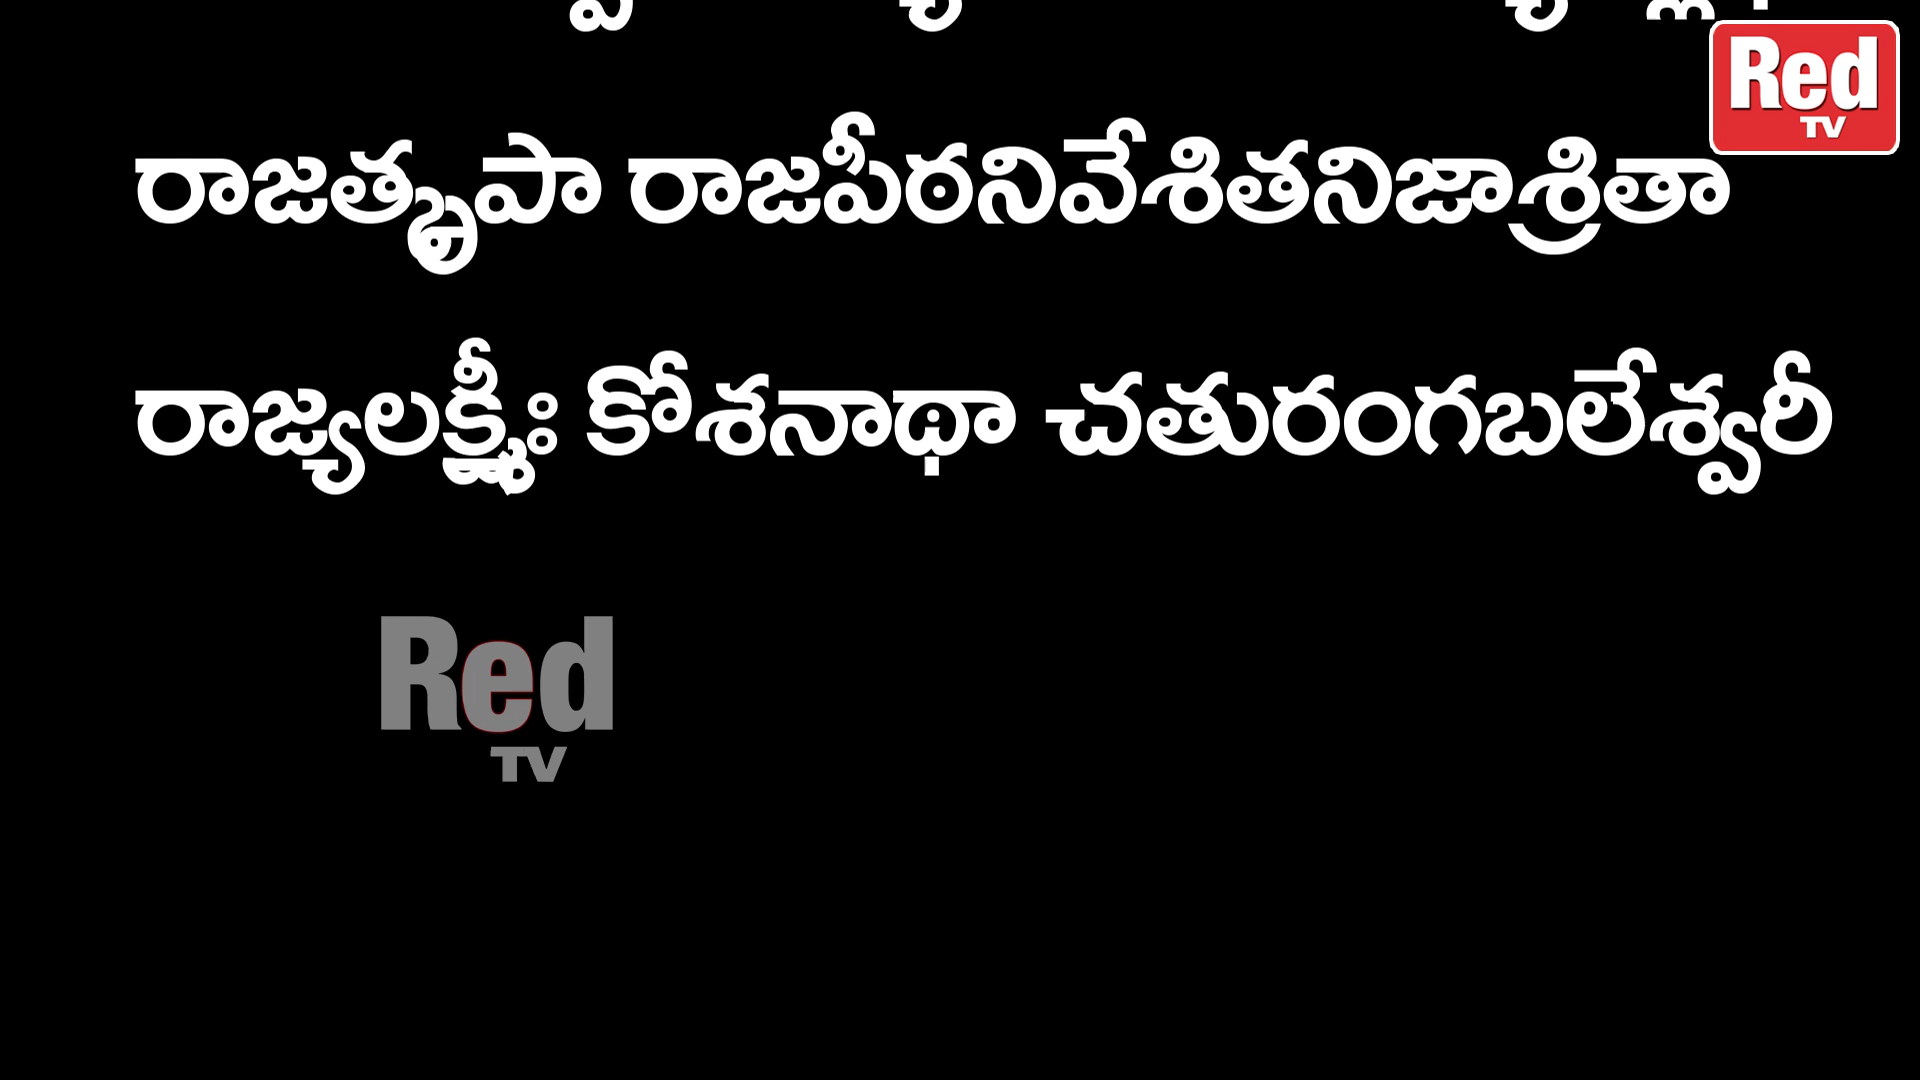 Red
TV
రాజత్కృపా రాజపీఠనివేశితనిజాశ్రితా
రాజ్యలక్ష్మీః కోశనాథా చతురంగబలేశ్వరీ
Red
TV